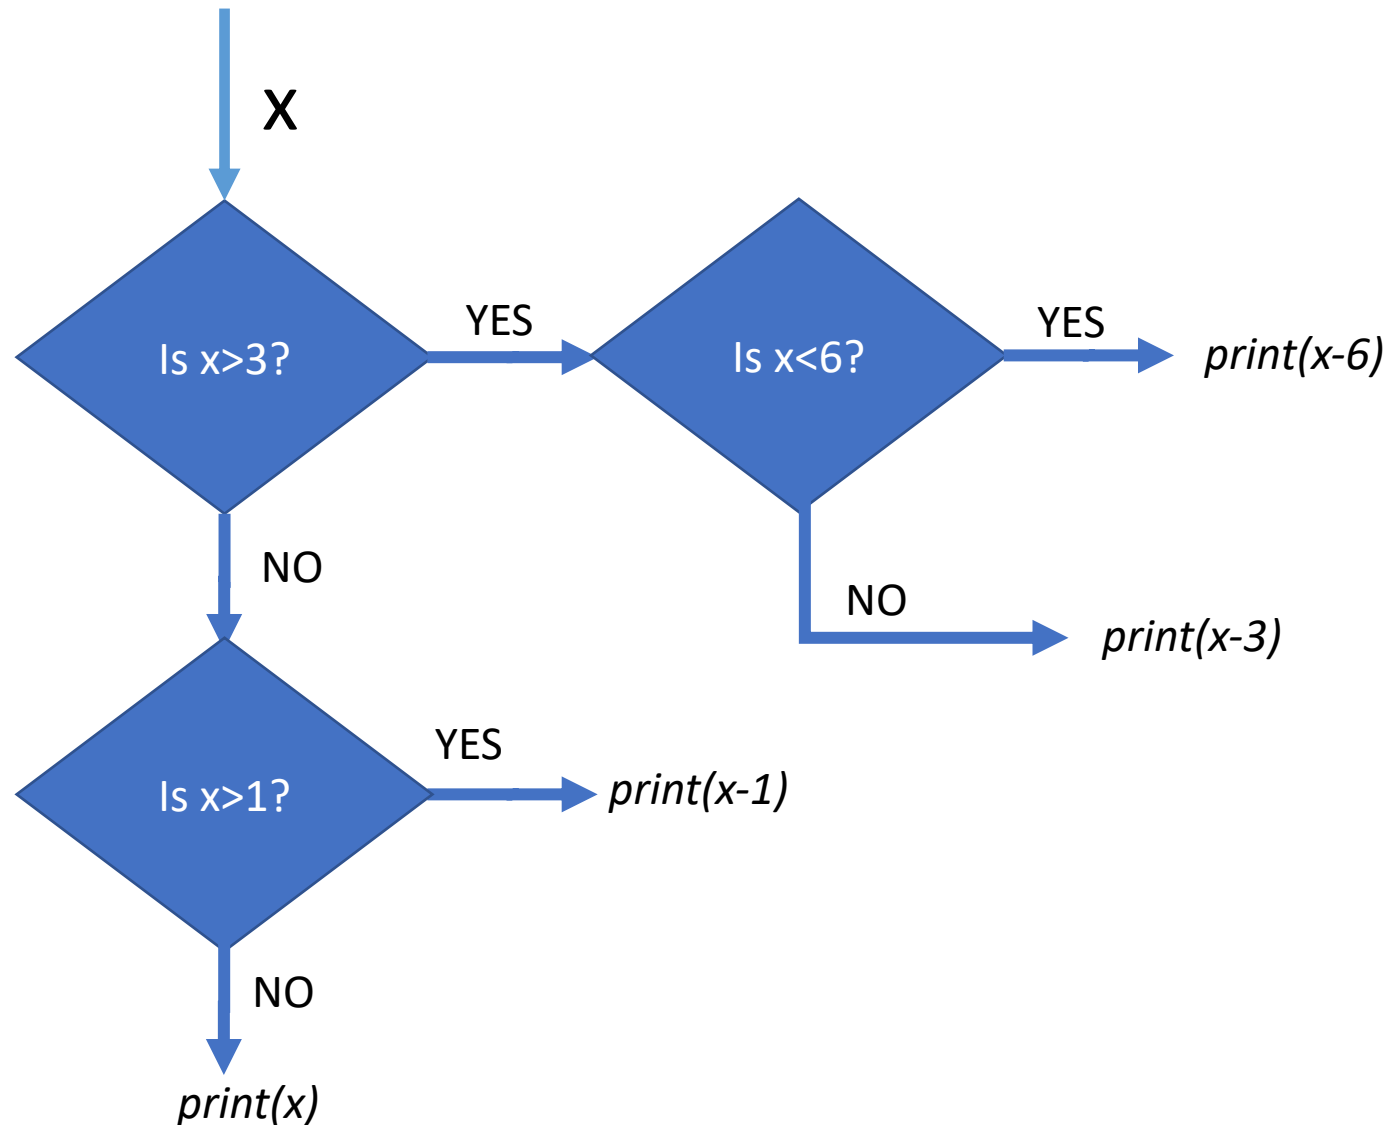 X
Is x>3?
YES
Is x<6?
YES
print(x-6)
NO
NO
print(x-3)
Is x>1?
YES
print(x-1)
NO
print(x)